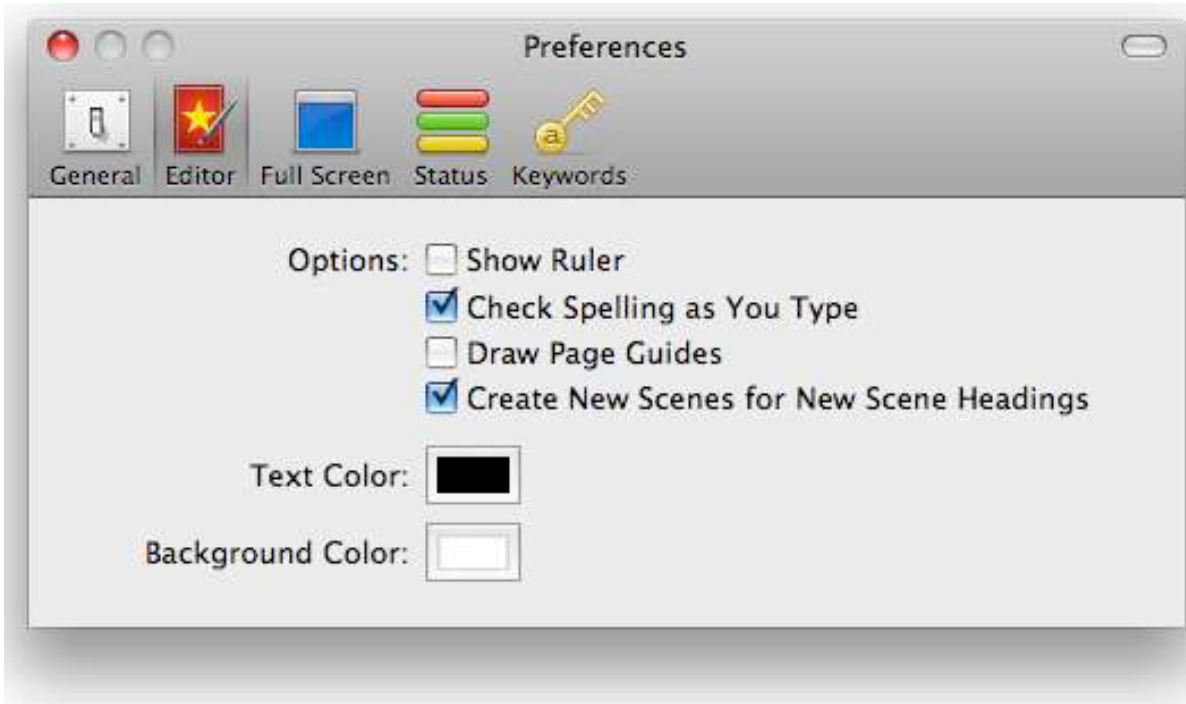 Preferences
General Editor Full Screen Status Keywords
Options: Show Ruler
Check Spelling as You Type
Draw Page Guides
Create New Scenes for New Scene Headings
Text Color:
Background Color: